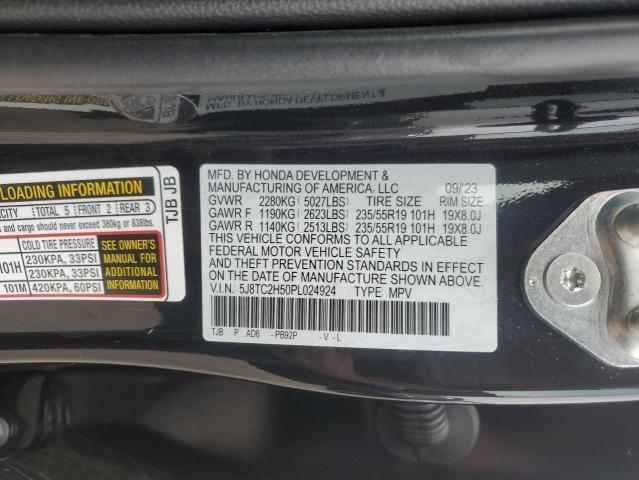 LOADING INFORMATION
CITY TOTAL 5 FRONT 2 REAR 3
and cargo should never exceed 380kg or 838lbs.
COLD TIRE PRESSURE
SEE OWNER'S
MANUAL FOR
ADDITIONAL
INFORMATION
101H 230KPA, 33PSI
230KPA, 33PSI
101M 420KPA, 60PSI
TJB JB
MFD. BY HONDA DEVELOPMENT &
MANUFACTURING OF AMERICA, LLC 09/23
GVWR 2280KG(5027LBS) TIRE SIZE RIM SIZE
GAWR F 1190KG(2623LBS) 235/55R19 101H 19X8.0J
GAWR R 1140KG(2513LBS) 235/55R19 101H 19X8.0J
THIS VEHICLE CONFORMS TO ALL APPLICABLE
FEDERAL MOTOR VEHICLE SAFETY
AND THEFT PREVENTION STANDARDS IN EFFECT
ON THE DATE OF MANUFACTURE SHOWN ABOVE.
V.I.N. 5J8TC2H50PL024924 TYPE MPV
TJB P AD6 -PB92P -V-L